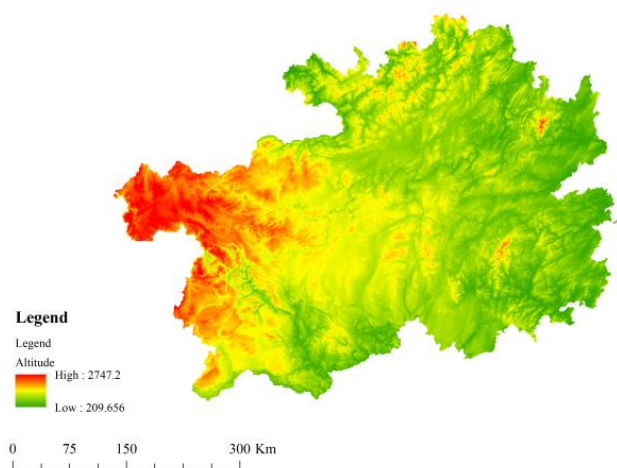 Legend
Legend
Altitude
High : 2747.2
Low : 209.656
0 75 150 300 Km